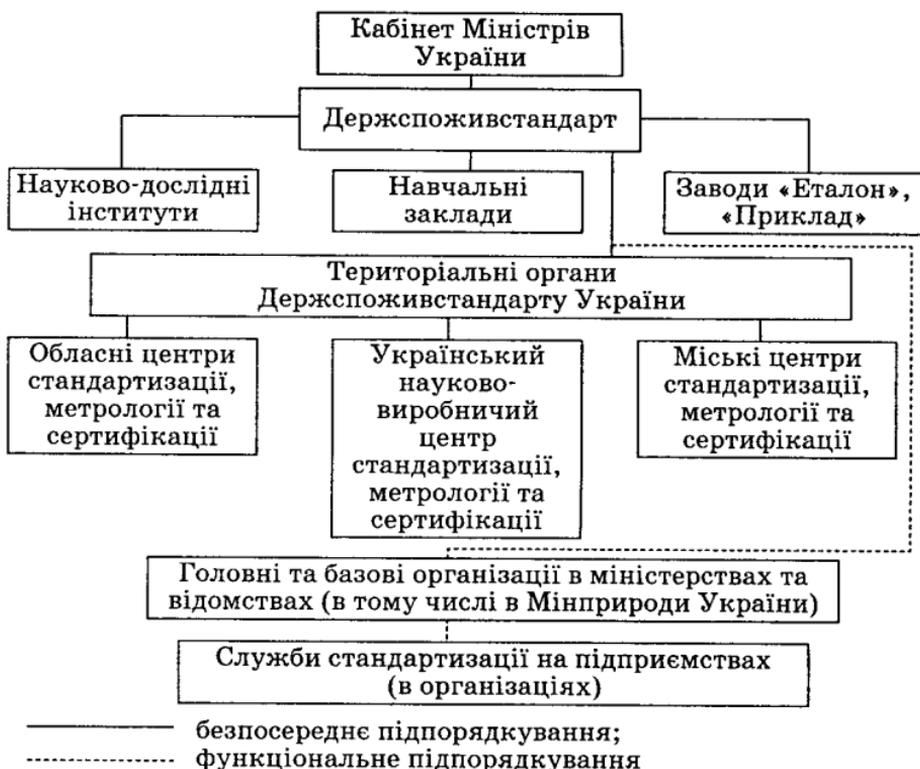 Кабінет Міністрів
України
Держспоживстандарт
Науково-дослідні
інститути
Навчальні
заклади
Заводи «Еталон»,
«Приклад»
Територіальні органи
Держспоживстандарту України
Обласні центри
стандартизації,
метрології та
сертифікації
Український
науково-
виробничий
центр
стандартизації,
метрології та
сертифікації
Міські центри
стандартизації,
метрології та
сертифікації
Головні та базові організації в міністерствах та
відомствах (в тому числі в Мінприроди України)
Служби стандартизації на підприємствах
(в організаціях)
безпосереднє підпорядкування;
функціональне підпорядкування